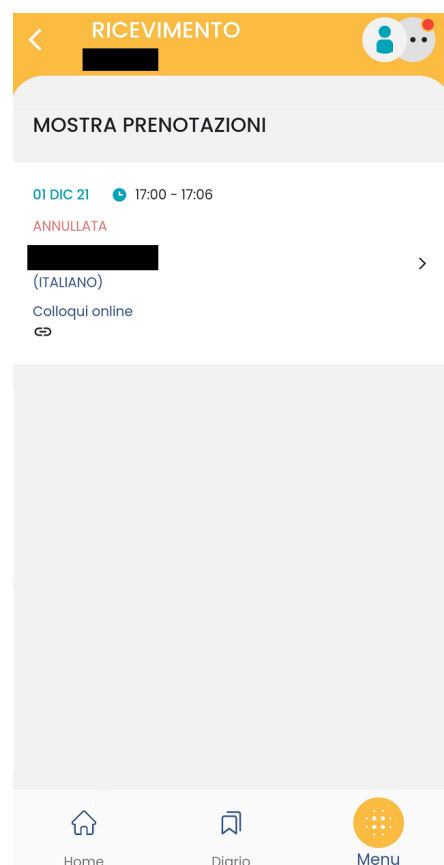 RICEVIMENTO
MOSTRA PRENOTAZIONI
01 DIC 21 17:00 - 17:06
ANNULLATA
(ITALIANO)
Colloqui online
Home Diario Menu